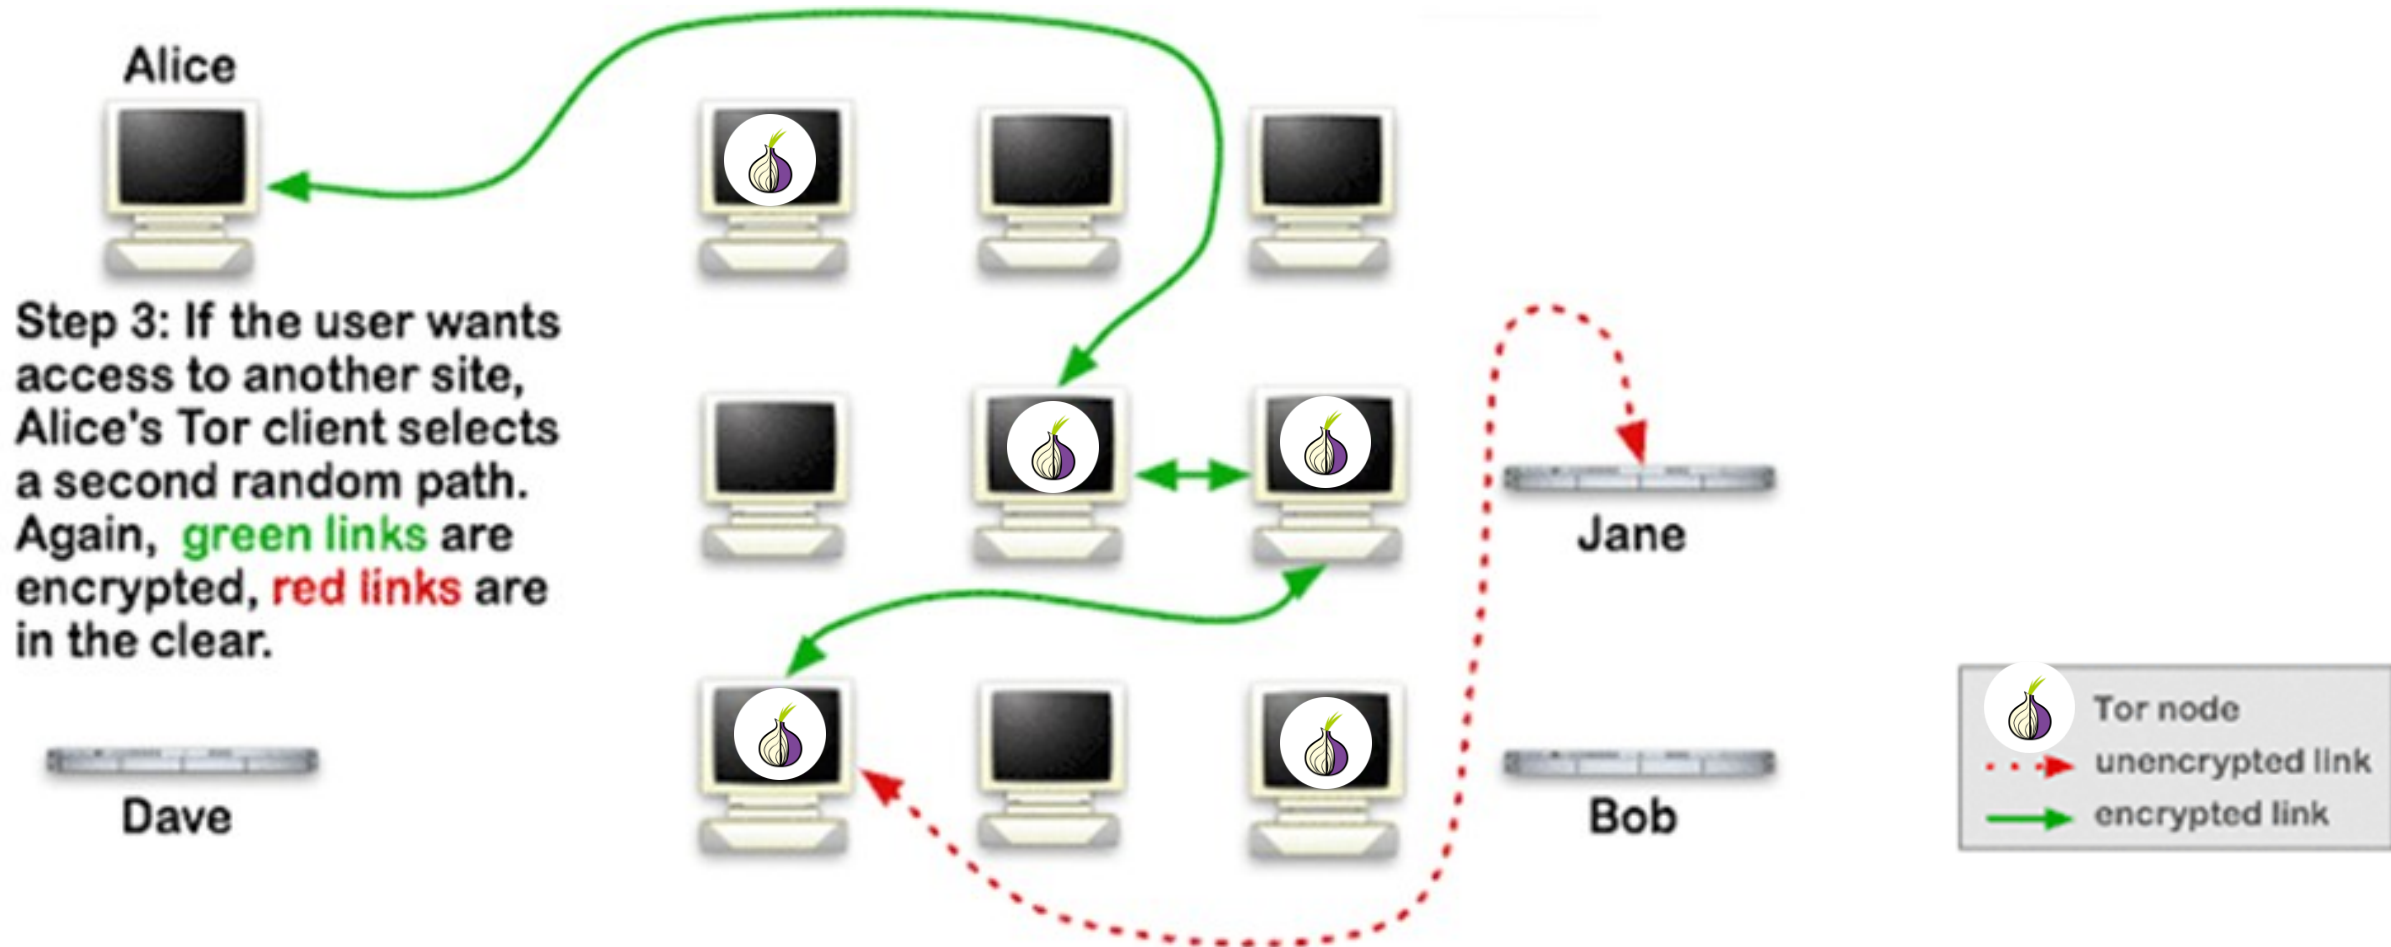 Alice
Step 3: If the user wants
access to another site,
Alice's Tor client selects
a second random path.
Again, green links are
encrypted, red links are
in the clear.
Dave
Jane
Bob
Tor node
unencrypted link
encrypted link